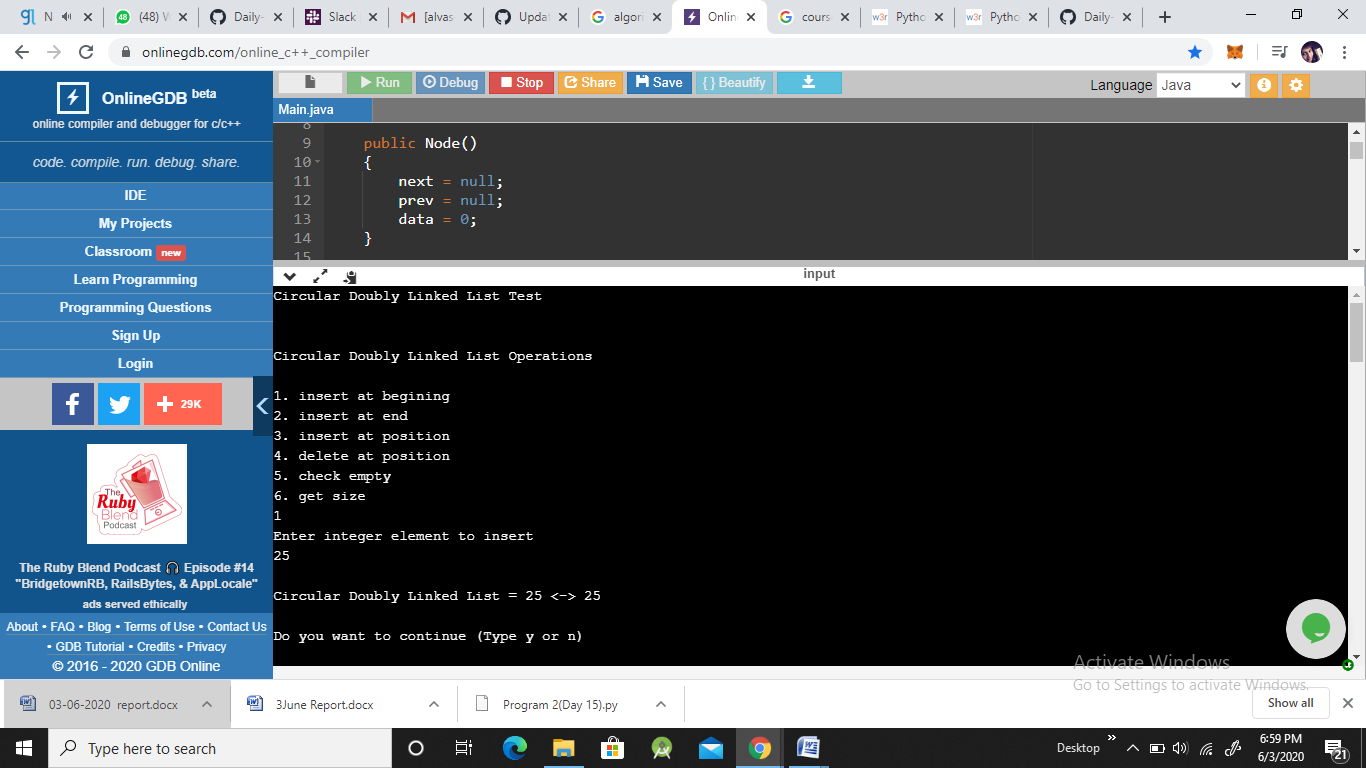 N
(48) W
Daily-
Slack
[alvas
Updat
algori
Onlin
cours
w3r Pytho
w3r Pytho
Daily-
onlinegdb.com/online_c++_compiler
OnlineGDB beta
online compiler and debugger for c/c++
code. compile. run. debug. share.
IDE
My Projects
Classroom new
Learn Programming
Programming Questions
Sign Up
Login
f + 29K
The
Ruby
Blend
Podcast
The Ruby Blend Podcast 🎧 Episode #14
"BridgetownRB, RailsBytes, & AppLocale"
ads served ethically
About • FAQ • Blog • Terms of Use • Contact Us
• GDB Tutorial • Credits • Privacy
© 2016 - 2020 GDB Online
Run Debug Stop Share Save { } Beautify
Language Java
Main.java
8
9 public Node()
10 {
11 next = null;
12 prev = null;
13 data = 0;
14 }
15
input
Circular Doubly Linked List Test
Circular Doubly Linked List Operations
1. insert at begining
2. insert at end
3. insert at position
4. delete at position
5. check empty
6. get size
1
Enter integer element to insert
25
Circular Doubly Linked List = 25 <-> 25
Do you want to continue (Type y or n)
Activate Windows
Go to Settings to activate Windows.
03-06-2020 report.docx
3June Report.docx
Program 2(Day 15).py
Show all
Type here to search
Desktop
6:59 PM
6/3/2020
21